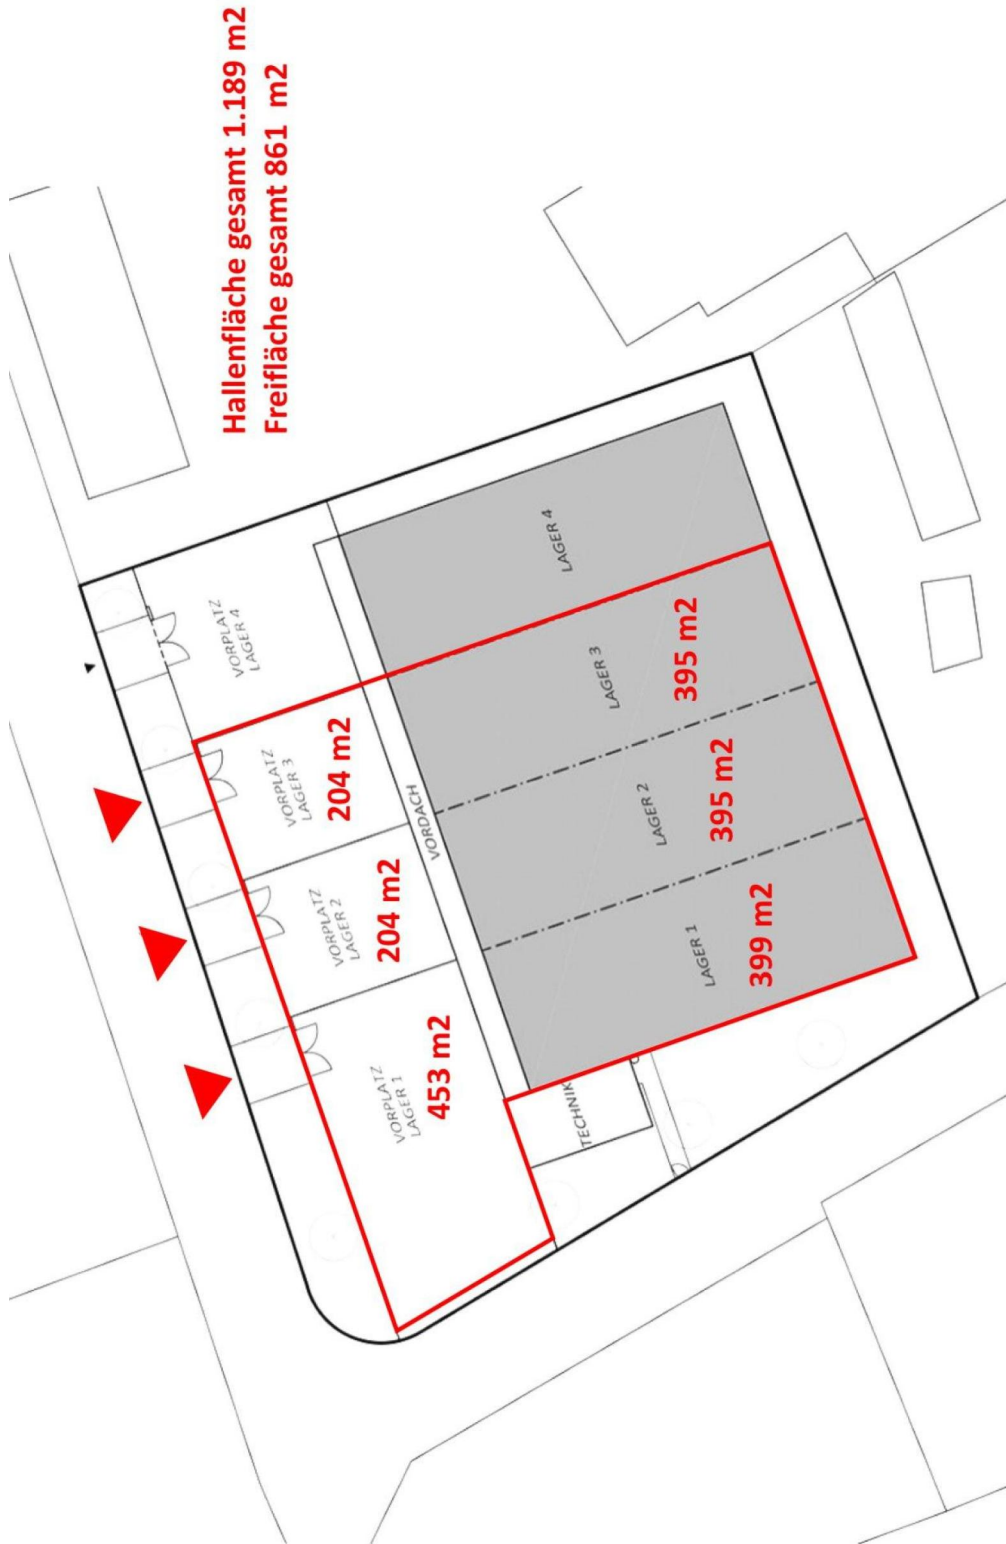 Hallenfläche gesamt 1.189 m2
Freifläche gesamt 861 m2
VORPLATZ
LAGER 1
453 m2
VORPLATZ
LAGER 2
204 m2
VORPLATZ
LAGER 3
204 m2
VORPLATZ
LAGER 4
VORDACH
TECHNIK
LAGER 1
399 m2
LAGER 2
395 m2
LAGER 3
395 m2
LAGER 4